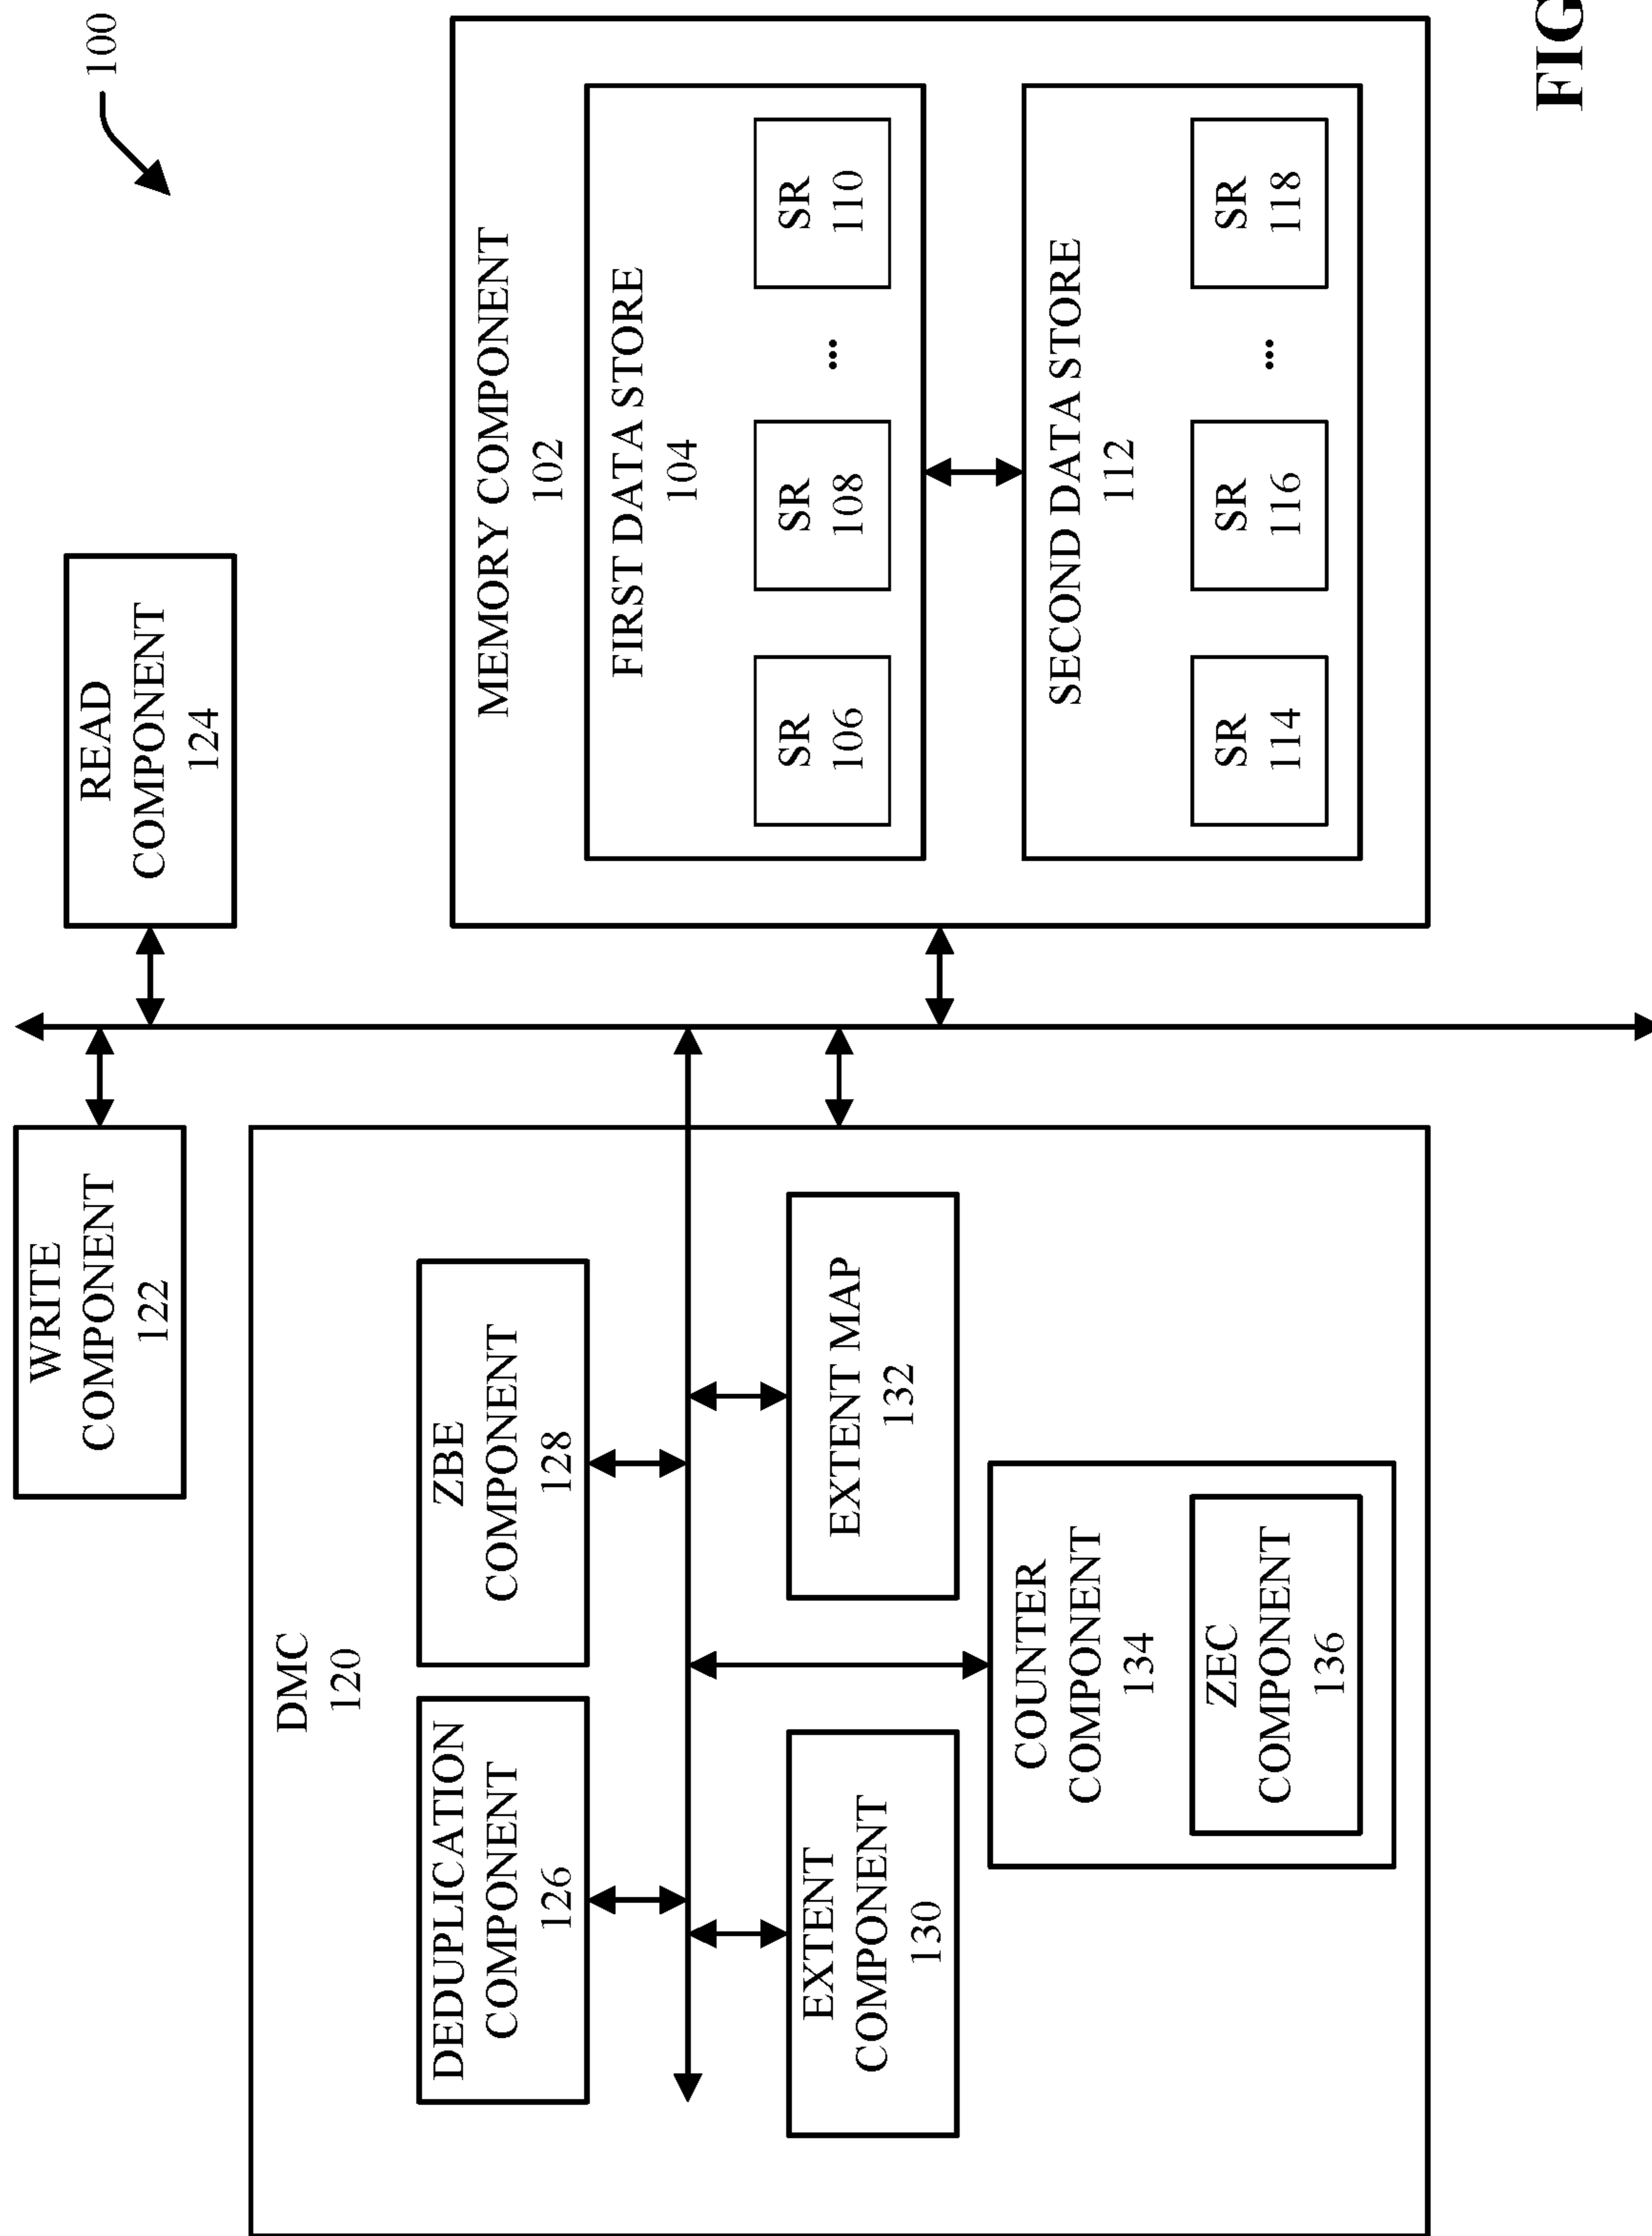 100
WRITE
COMPONENT
122
READ
COMPONENT
124
DMC
120
DEDUPLICATION
COMPONENT
126
ZBE
COMPONENT
128
EXTENT
COMPONENT
130
EXTENT MAP
132
COUNTER
COMPONENT
134
ZEC
COMPONENT
136
MEMORY COMPONENT
102
FIRST DATA STORE
104
SR
106
SR
108
...
SR
110
SECOND DATA STORE
112
SR
114
SR
116
...
SR
118
FIG